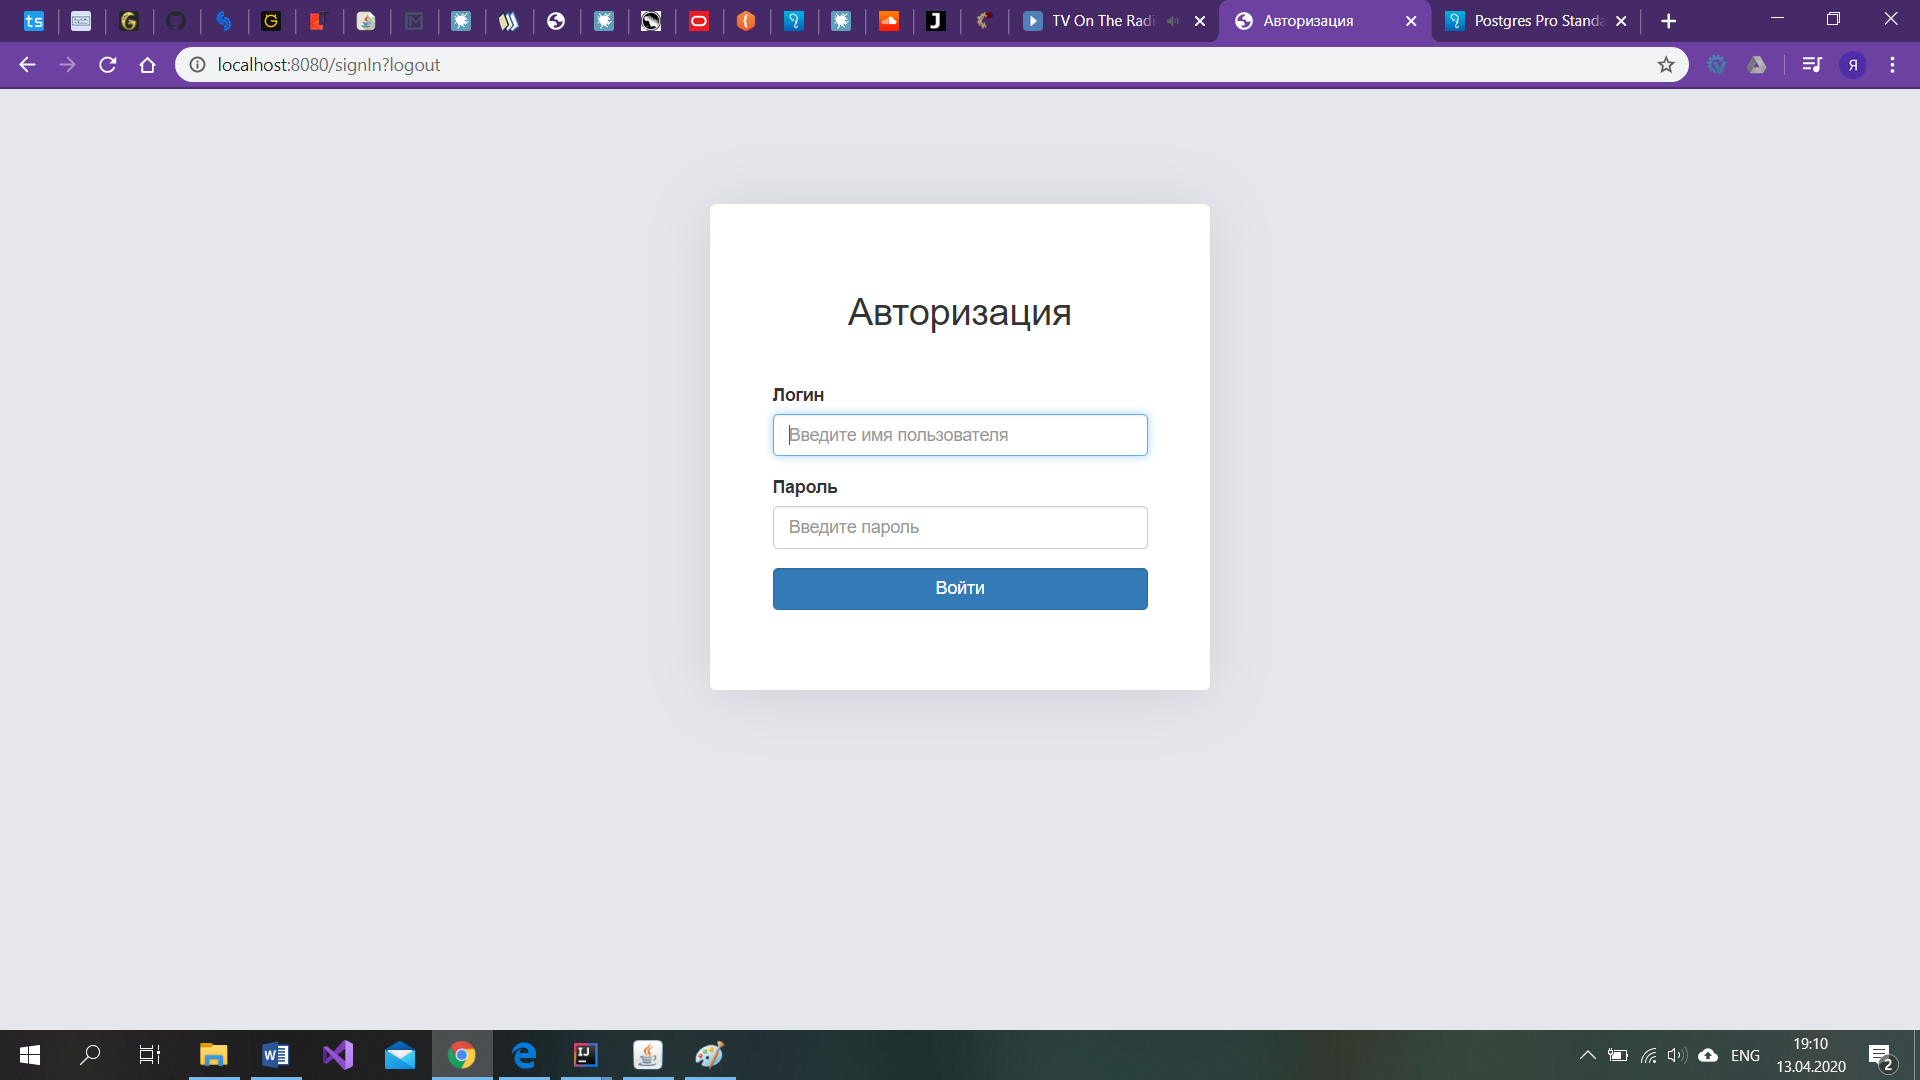 ts
TV On The Radi
Авторизация
Postgres Pro Standa
localhost:8080/signIn?logout
Я
Авторизация
Логин
Введите имя пользователя
Пароль
Введите пароль
Войти
ENG
19:10
13.04.2020
2